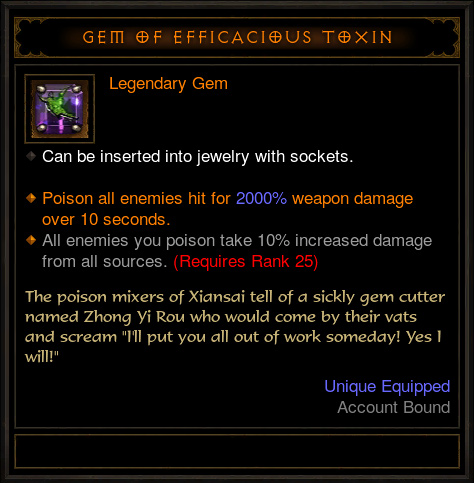 GEM OF EFFICACIOUS TOXIN
Legendary Gem
Can be inserted into jewelry with sockets.
Poison all enemies hit for 2000% weapon damage
over 10 seconds.
All enemies you poison take 10% increased damage
from all sources. (Requires Rank 25)
The poison mixers of Xiansai tell of a sickly gem cutter
named Zhong Yi Rou who would come by their vats
and scream "I'll put you all out of work someday! Yes I
will!"
Unique Equipped
Account Bound